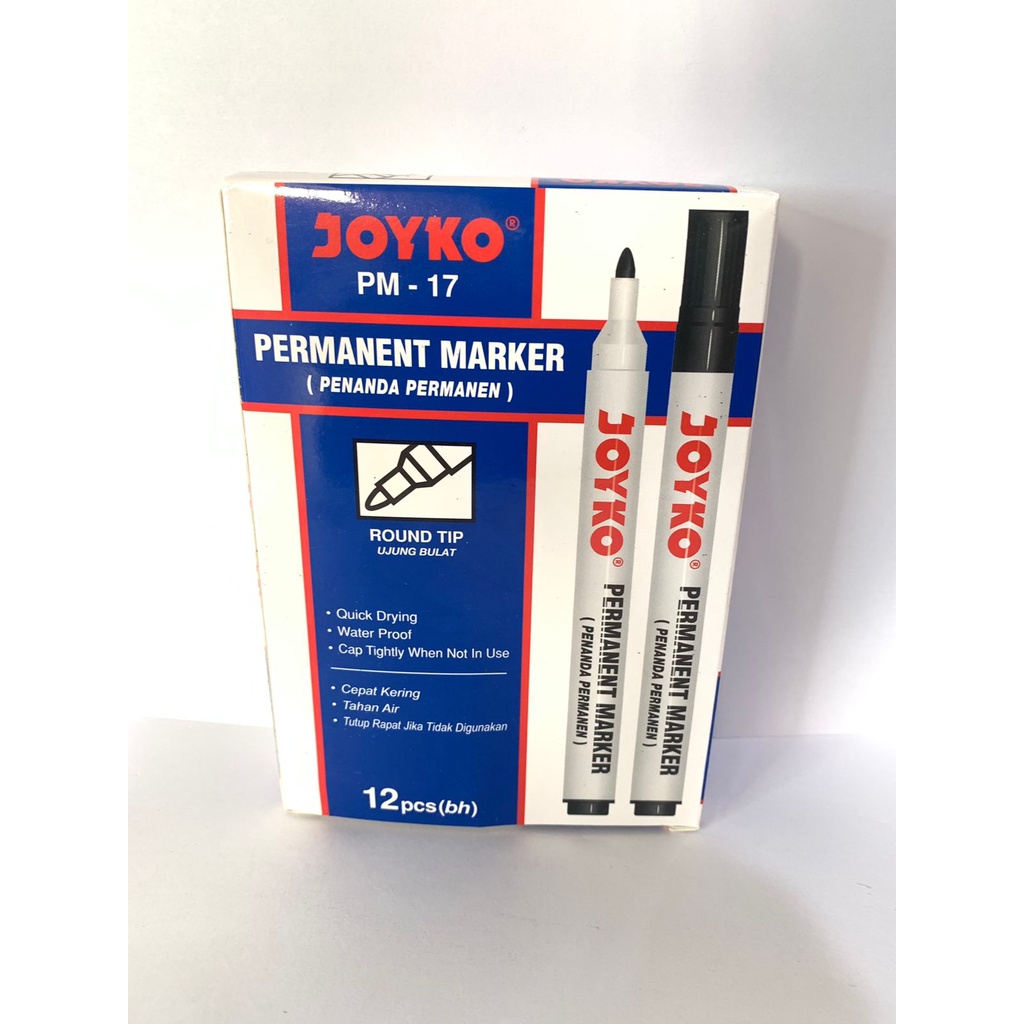 JOYKO®
PM - 17
PERMANENT MARKER
( PENANDA PERMANEN )
ROUND TIP
UJUNG BULAT
• Quick Drying
• Water Proof
• Cap Tightly When Not In Use
• Cepat Kering
• Tahan Air
• Tutup Rapat Jika Tidak Digunakan
12 pcs (bh)
JOYKO®
PERMANENT MARKER
( PENANDA PERMANEN )
JOYKO®
PERMANENT MARKER
( PENANDA PERMANEN )